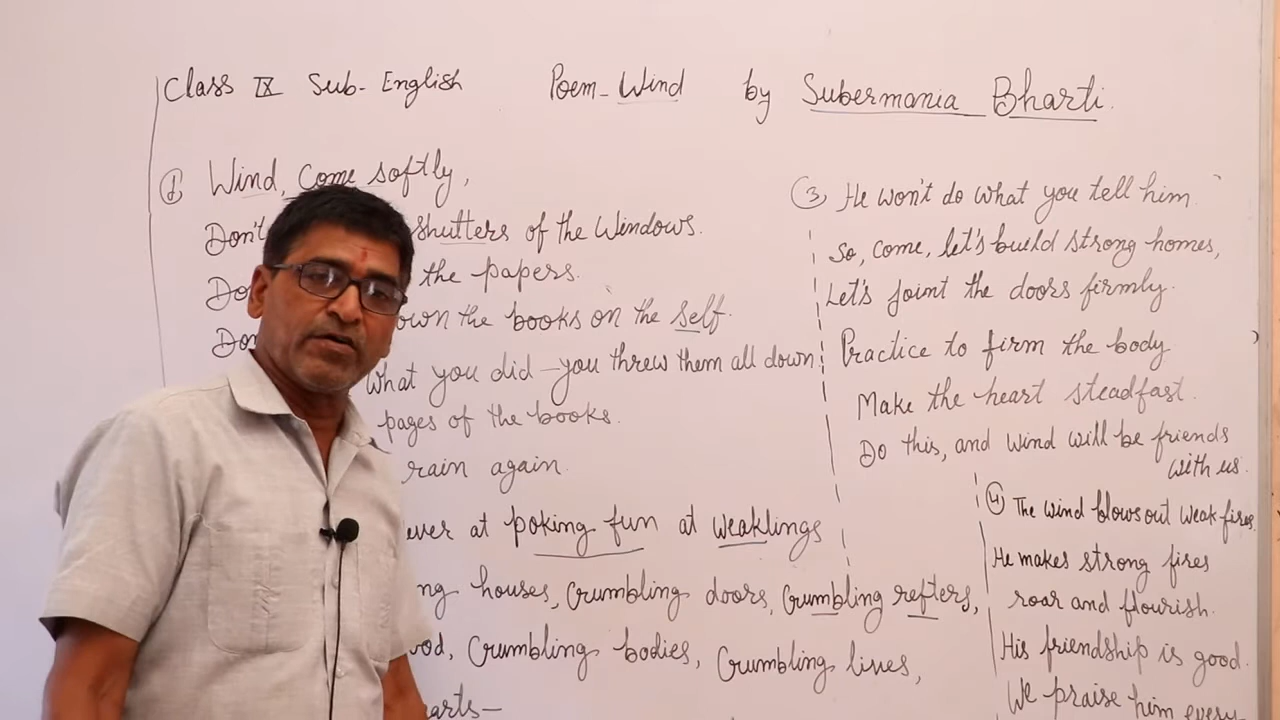 Class IX Sub- English Poem- Wind by Subermania Bharti.
1 Wind, come softly,
Don't shutters of the windows.
the papers.
the books on the self.
What you did - you threw them all down
pages of the books.
rain again.
at poking fun at weaklings
houses, Crumbling doors, Crumbling refters,
Crumbling bodies, Crumbling lives,
3 He won't do what you tell him.
So, come, let's build strong homes,
Let's joint the doors firmly.
Practice to firm the body
Make the heart steadfast.
Do this, and wind will be friends
with us.
4 The wind blows out weak fires.
He makes strong fires
roar and flourish.
His friendship is good.
We praise him every-